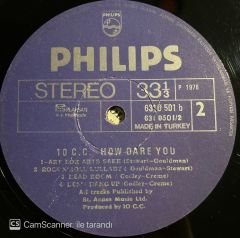 PHILIPS
PHILIPS
STEREO 33⅓ P 1976
6310 501 b
631 0501/2 2
MADE IN TURKEY
10 C.C. HOW DARE YOU
1-ART FOR ARTS SAKE (Stewart-Gouldman)
2-ROCK'N'ROLL LULLABY (Gouldman-Stewart)
3-HEAD ROOM (Godley-Creme)
4-DON'T HANG UP (Godley-Creme)
All tracks Published by
St. Annes Music Ltd.
Produced by 10 C.C.
CS CamScanner. ile tarandı